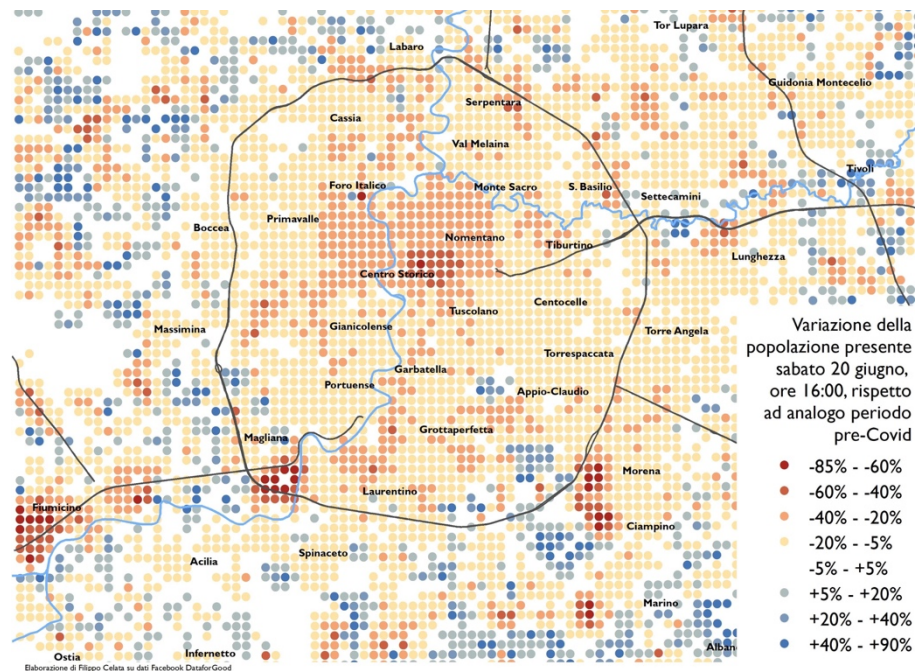 Labaro
Tor Lupara
Guidonia Montecelio
Serpentara
Cassia
Val Melaina
Tivoli
Foro Italico
Monte Sacro
S. Basilio
Settecamini
Primavalle
Boccea
Nomentano
Tiburtino
Lunghezza
Centro Storico
Centocelle
Tuscolano
Massimina
Gianicolense
Torre Angela
Torrespaccata
Garbatella
Portuense
Appio-Claudio
Grottaperfetta
Magliana
Morena
Laurentino
Fiumicino
Ciampino
Spinaceto
Acilia
Marino
Infernetto
Ostia
Alban
Variazione della
popolazione presente
sabato 20 giugno,
ore 16:00, rispetto
ad analogo periodo
pre-Covid
-85% - -60%
-60% - -40%
-40% - -20%
-20% - -5%
-5% - +5%
+5% - +20%
+20% - +40%
+40% - +90%
Elaborazione di Filippo Celata su dati Facebook DataforGood